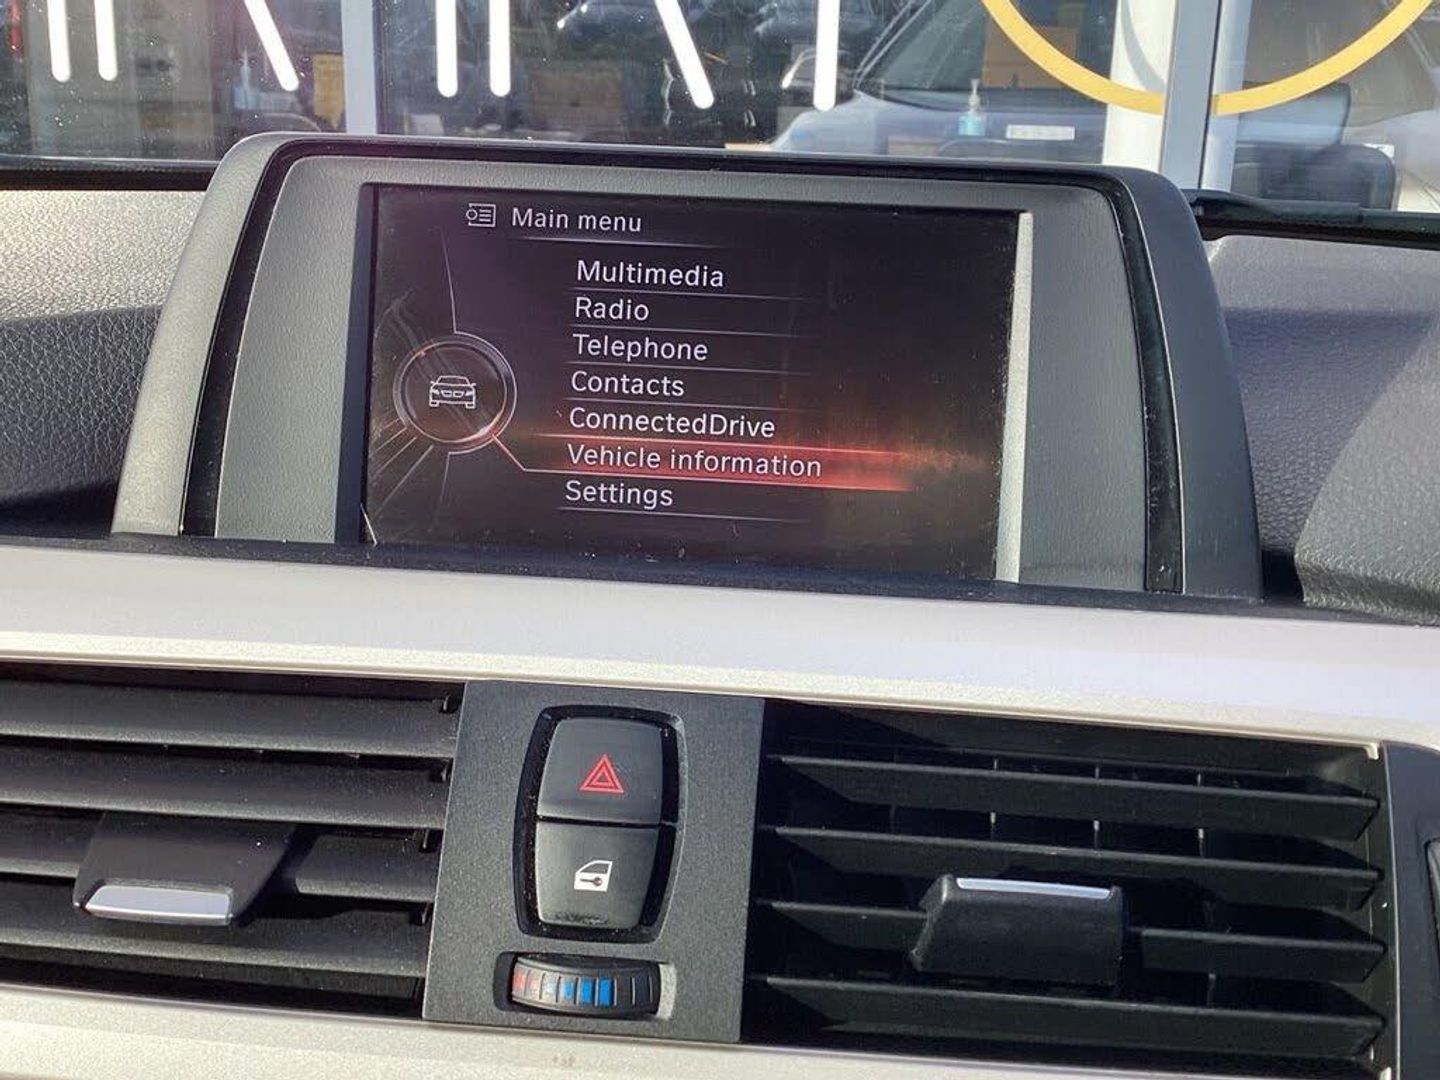 Main menu
Multimedia
Radio
Telephone
Contacts
ConnectedDrive
Vehicle information
Settings